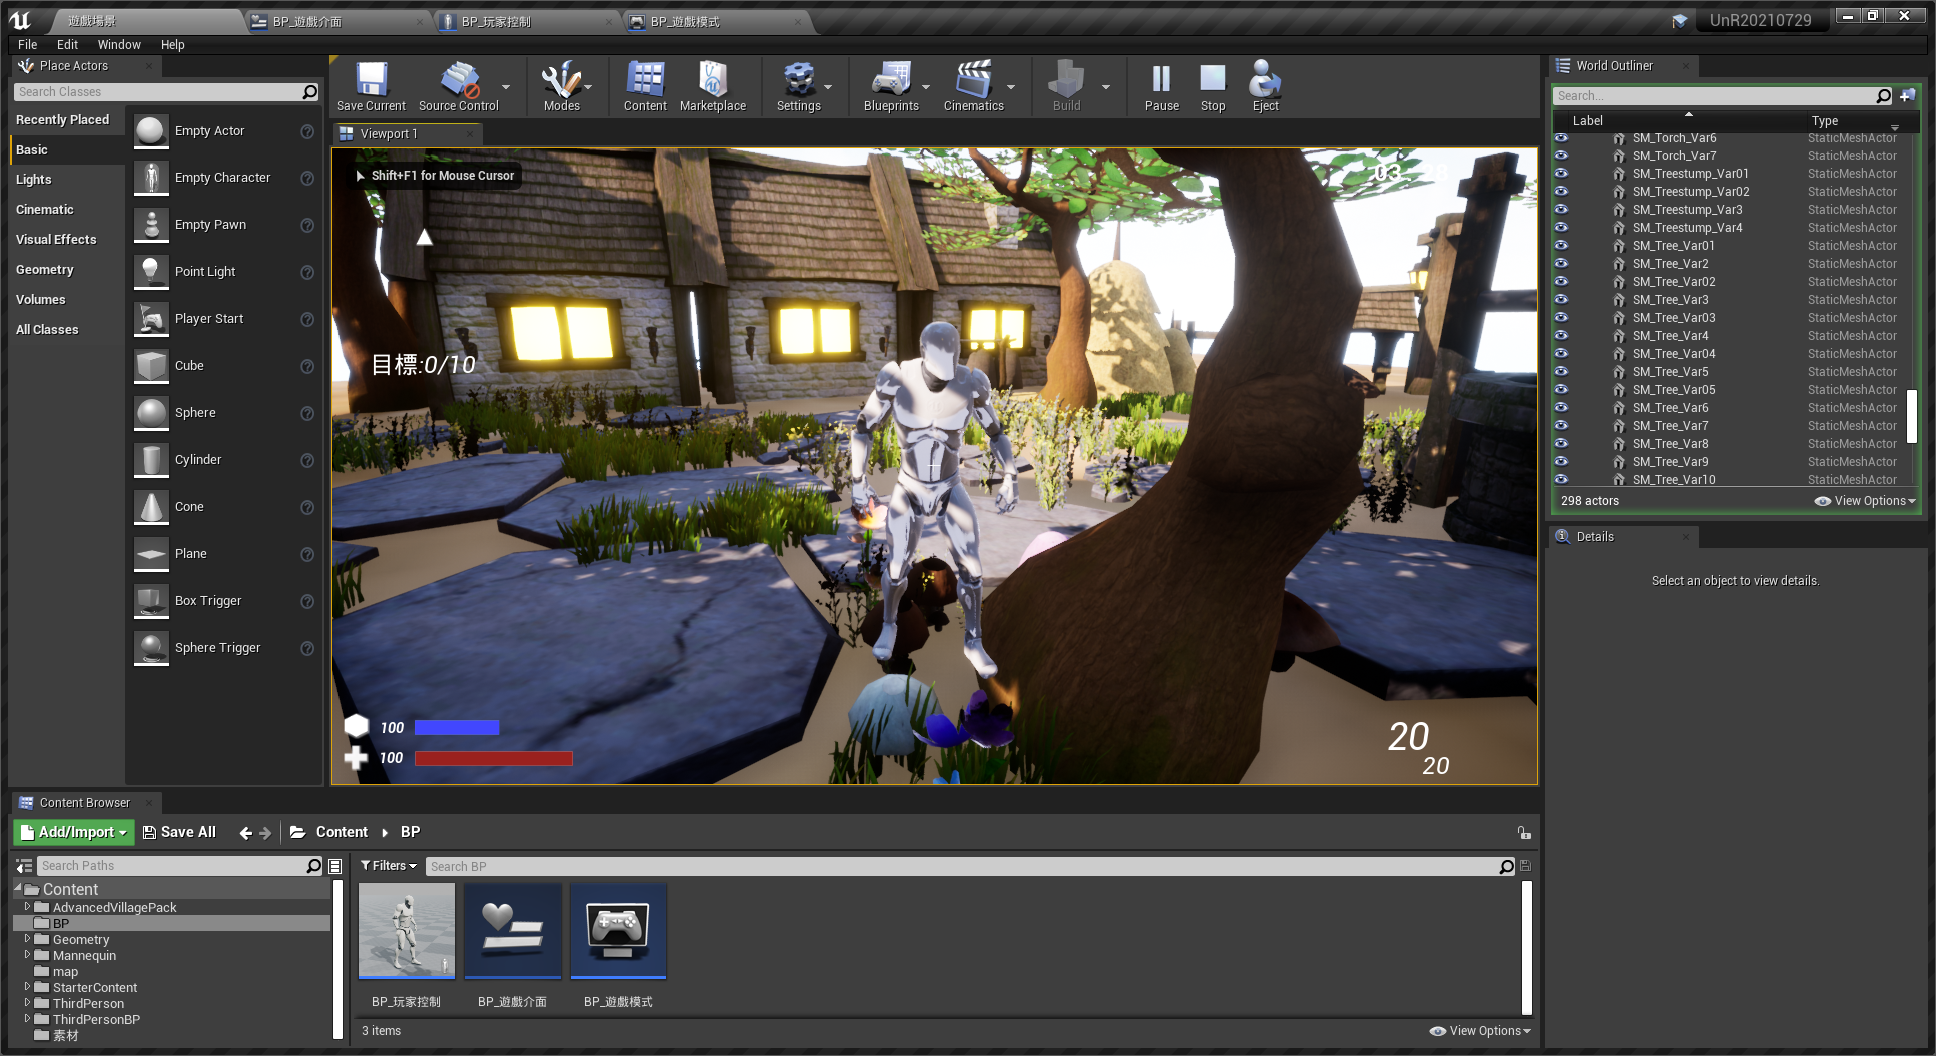 遊戲場景
BP_遊戲介面
BP_玩家控制
BP_遊戲模式
UnR20210729
File Edit Window Help
Place Actors
Search Classes
Recently Placed
Basic
Lights
Cinematic
Visual Effects
Geometry
Volumes
All Classes
Empty Actor
Empty Character
Empty Pawn
Point Light
Player Start
Cube
Sphere
Cylinder
Cone
Plane
Box Trigger
Sphere Trigger
Save Current
Source Control
Modes
Content
Marketplace
Settings
Blueprints
Cinematics
Build
Pause
Stop
Eject
Viewport 1
Shift+F1 for Mouse Cursor
03 : 28
目標:0/10
100
100
20
20
World Outliner
Search...
Label Type
SM_Torch_Var6 StaticMeshActor
SM_Torch_Var7 StaticMeshActor
SM_Treestump_Var01 StaticMeshActor
SM_Treestump_Var02 StaticMeshActor
SM_Treestump_Var3 StaticMeshActor
SM_Treestump_Var4 StaticMeshActor
SM_Tree_Var01 StaticMeshActor
SM_Tree_Var2 StaticMeshActor
SM_Tree_Var02 StaticMeshActor
SM_Tree_Var3 StaticMeshActor
SM_Tree_Var03 StaticMeshActor
SM_Tree_Var4 StaticMeshActor
SM_Tree_Var04 StaticMeshActor
SM_Tree_Var5 StaticMeshActor
SM_Tree_Var05 StaticMeshActor
SM_Tree_Var6 StaticMeshActor
SM_Tree_Var7 StaticMeshActor
SM_Tree_Var8 StaticMeshActor
SM_Tree_Var9 StaticMeshActor
SM_Tree_Var10 StaticMeshActor
298 actors
View Options
Details
Select an object to view details.
Content Browser
Add/Import
Save All
Content
BP
Search Paths
Content
AdvancedVillagePack
BP
Geometry
Mannequin
map
StarterContent
ThirdPerson
ThirdPersonBP
素材
Filters
Search BP
BP_玩家控制
BP_遊戲介面
BP_遊戲模式
3 items
View Options